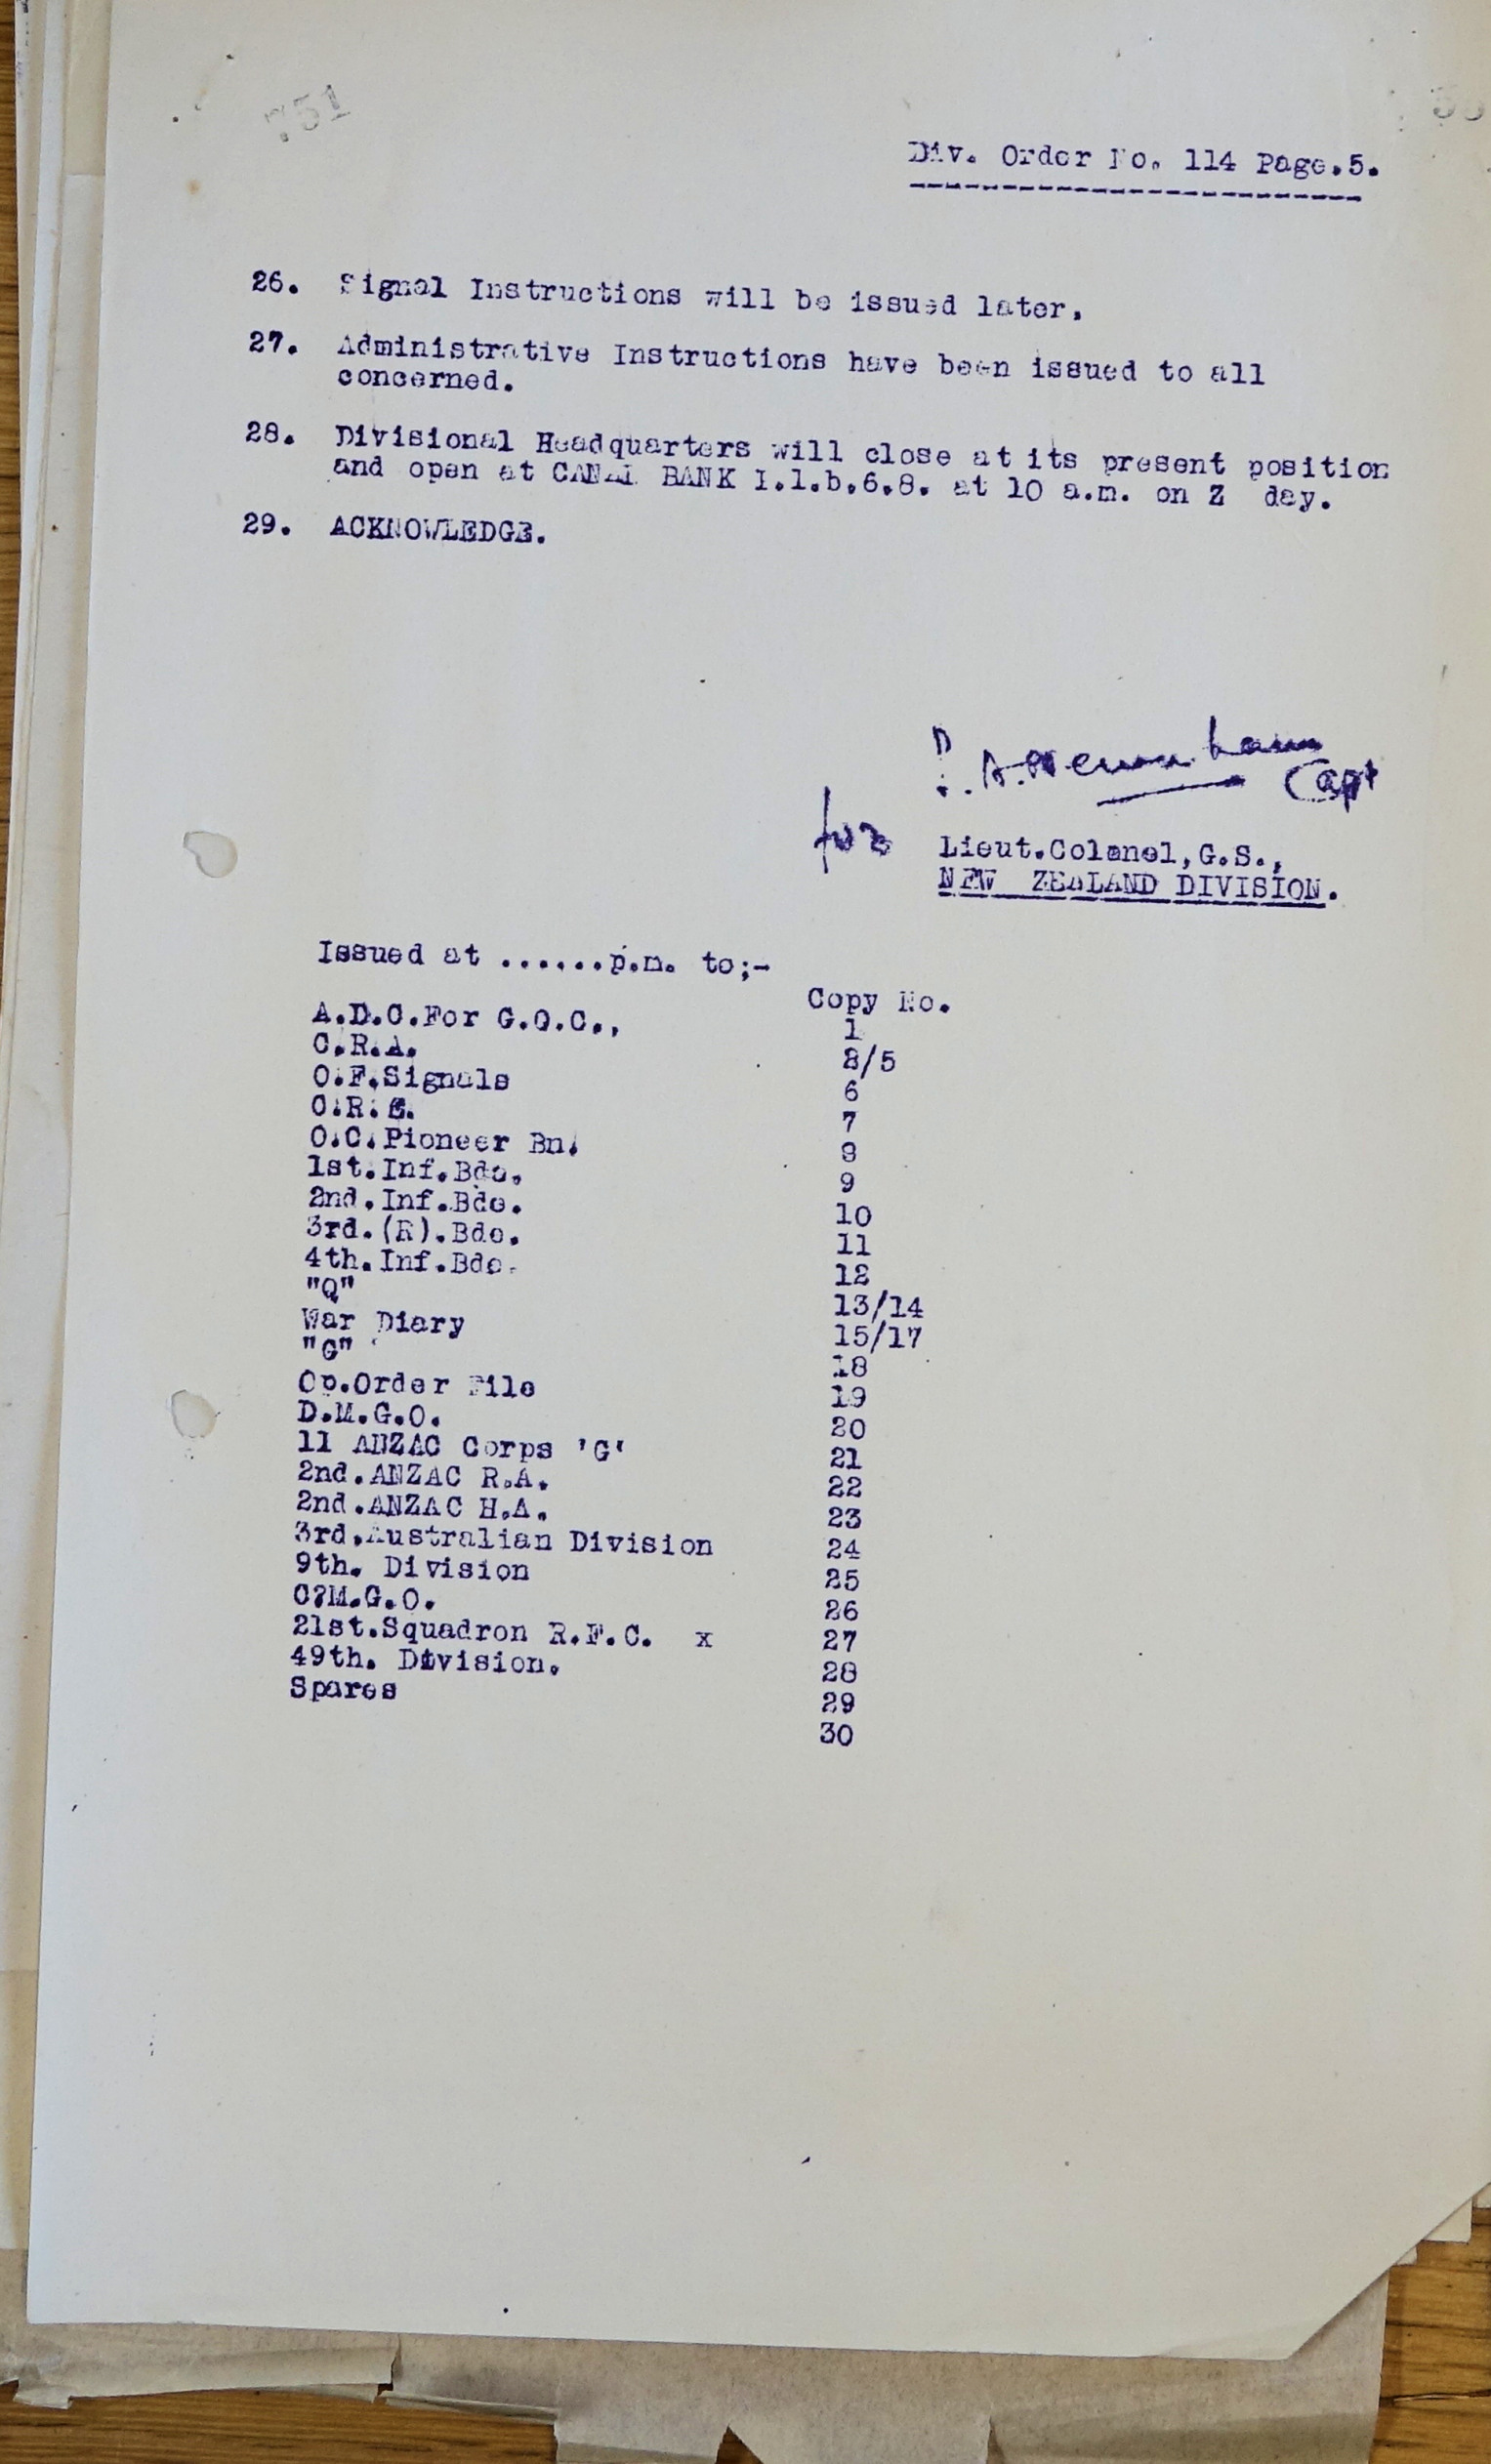 751
Div. Order No. 114 Page.5.
26. Signal Instructions will be issued later.
27. Administrative Instructions have been issued to all
concerned.
28. Divisional Headquarters will close at its present position
and open at CANAL BANK I.1.b.6.8. at 10 a.m. on Z day.
29. ACKNOWLEDGE.
Capt
for
Lieut.Colonel,G.S.,
NEW ZEALAND DIVISION.
Issued at ......p.m. to;-
Copy No.
A.D.C.For G.O.C., 1
C.R.A. 2/5
O.F.Signals 6
C.R.E. 7
O.C.Pioneer Bn. 8
1st.Inf.Bde. 9
2nd.Inf.Bde. 10
3rd.(R).Bde. 11
4th.Inf.Bde. 12
"Q" 13/14
War Diary 15/17
"G" 18
Op.Order File 19
D.M.G.O. 20
11 ANZAC Corps 'G' 21
2nd.ANZAC R.A. 22
2nd.ANZAC H.A. 23
3rd.Australian Division 24
9th. Division 25
C?M.G.O. 26
21st.Squadron R.F.C. x 27
49th. Division. 28
Spares 29
30